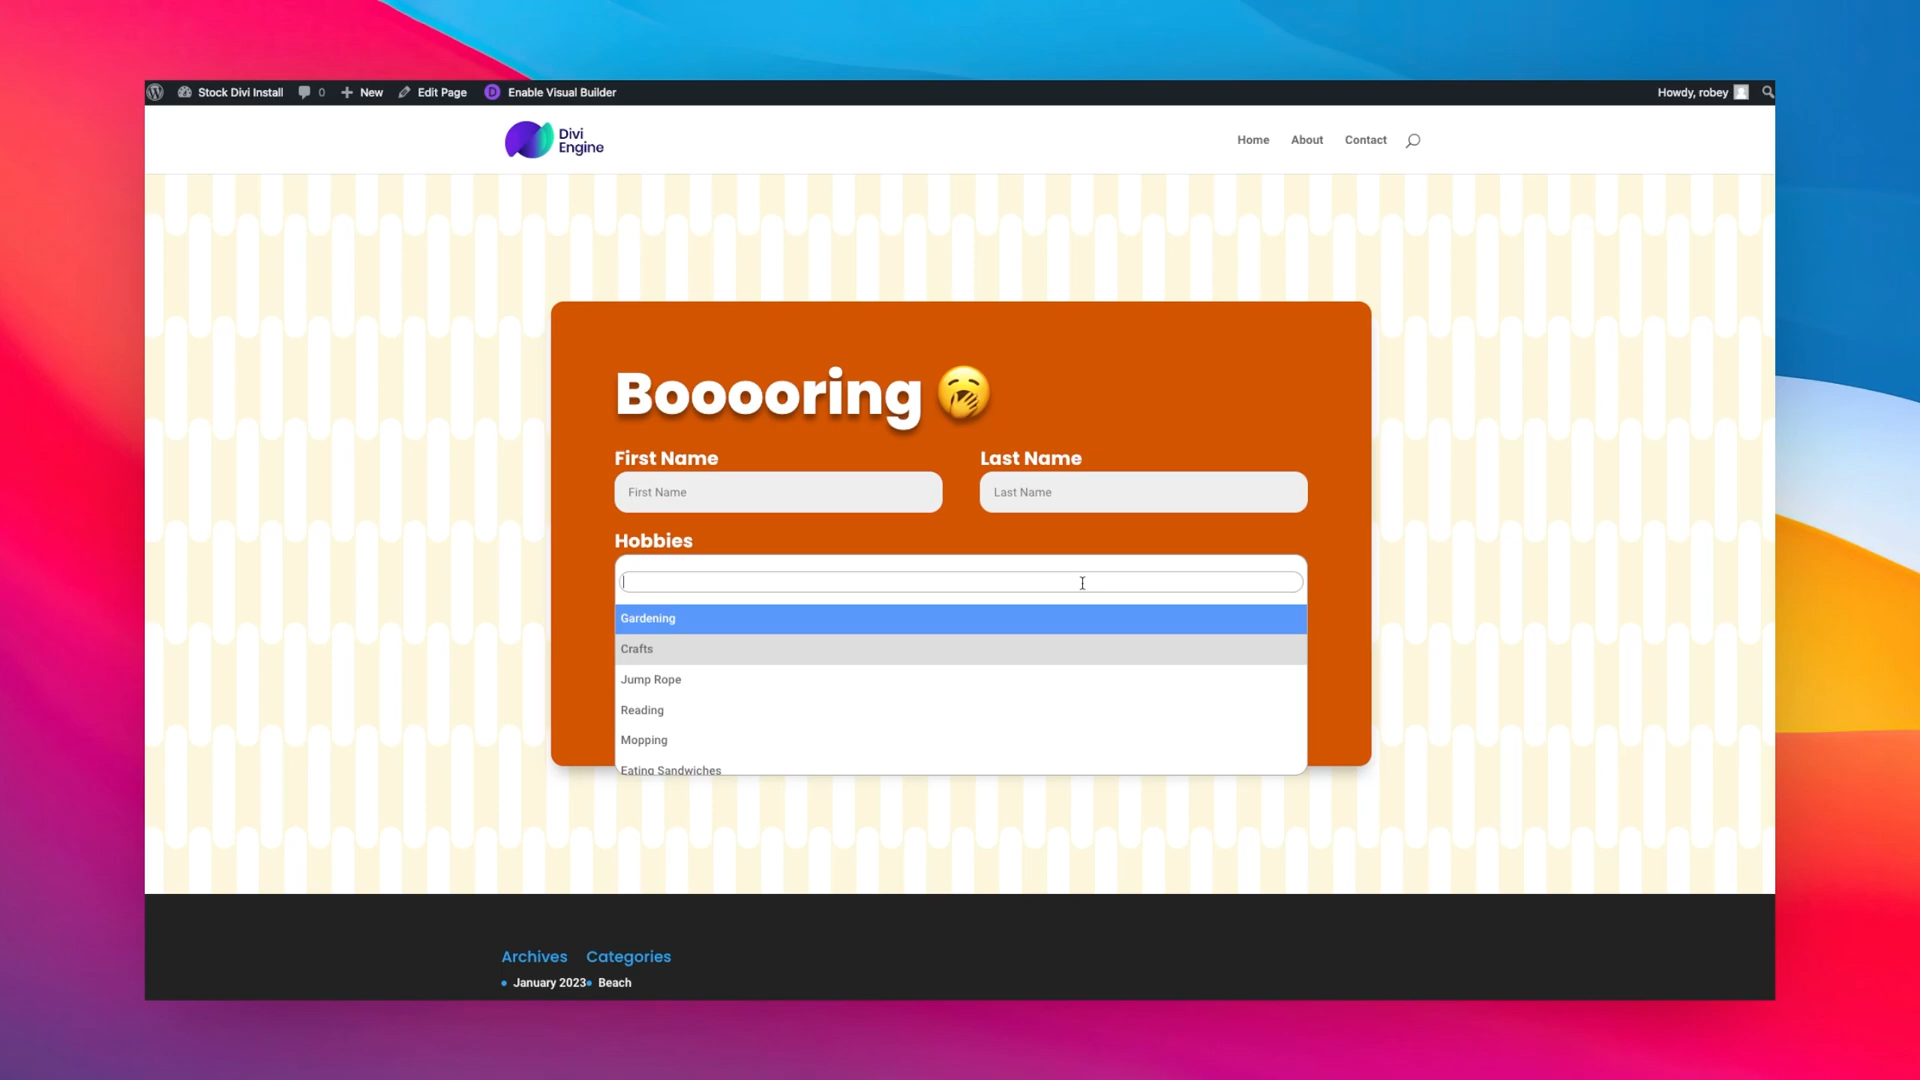 Stock Divi Install 0 New Edit Page D Enable Visual Builder Howdy, robey
Divi
Engine
Home About Contact
Booooring
First Name Last Name
First Name Last Name
Hobbies
Gardening
Crafts
Jump Rope
Reading
Mopping
Eating Sandwiches
Archives Categories
January 2023 Beach